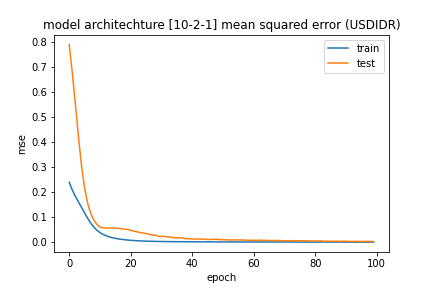 model architechture [10-2-1] mean squared error (USDIDR)
train
test
0.8
0.7
0.6
0.5
0.4
0.3
0.2
0.1
0.0
mse
0 20 40 60 80 100
epoch